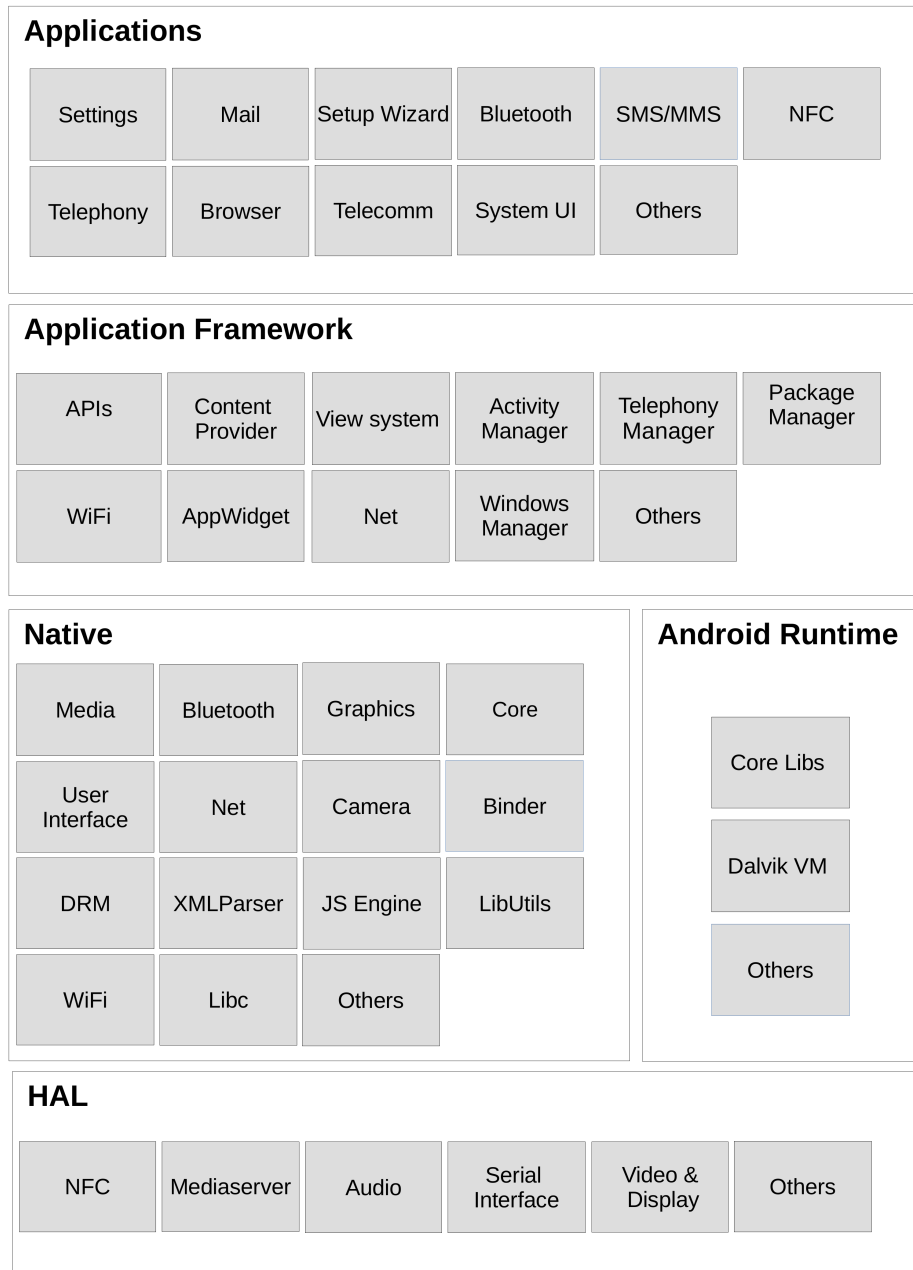 Applications
Settings
Mail
Setup Wizard
Bluetooth
SMS/MMS
NFC
Telephony
Browser
Telecomm
System UI
Others
Application Framework
APIs
Content
Provider
View system
Activity
Manager
Telephony
Manager
Package
Manager
WiFi
AppWidget
Net
Windows
Manager
Others
Native
Media
Bluetooth
Graphics
Core
User
Interface
Net
Camera
Binder
DRM
XMLParser
JS Engine
LibUtils
WiFi
Libc
Others
Android Runtime
Core Libs
Dalvik VM
Others
HAL
NFC
Mediaserver
Audio
Serial
Interface
Video &
Display
Others